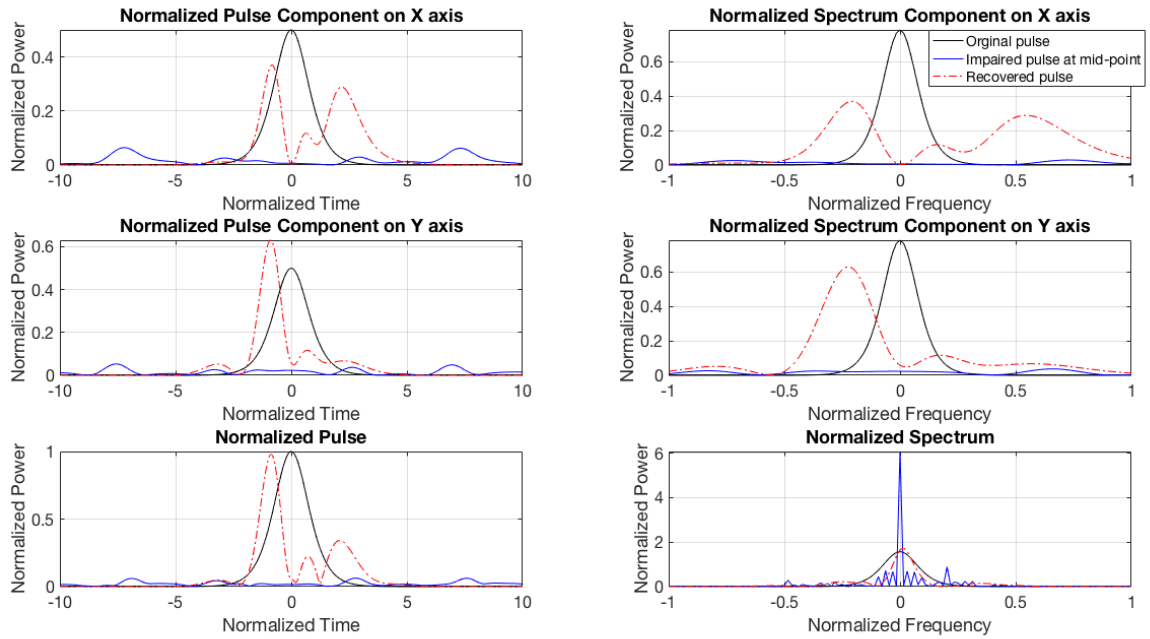 Normalized Pulse Component on X axis
Normalized Power
0.4
0.2
0
-10
-5
0
5
10
Normalized Time
Normalized Spectrum Component on X axis
Normalized Power
0.6
0.4
0.2
0
-1
-0.5
0
0.5
1
Normalized Frequency
Orginal pulse
Impaired pulse at mid-point
Recovered pulse
Normalized Pulse Component on Y axis
Normalized Power
0.6
0.4
0.2
0
-10
-5
0
5
10
Normalized Time
Normalized Spectrum Component on Y axis
Normalized Power
0.6
0.4
0.2
0
-1
-0.5
0
0.5
1
Normalized Frequency
Normalized Pulse
Normalized Power
1
0.5
0
-10
-5
0
5
10
Normalized Time
Normalized Spectrum
Normalized Power
6
4
2
0
-1
-0.5
0
0.5
1
Normalized Frequency